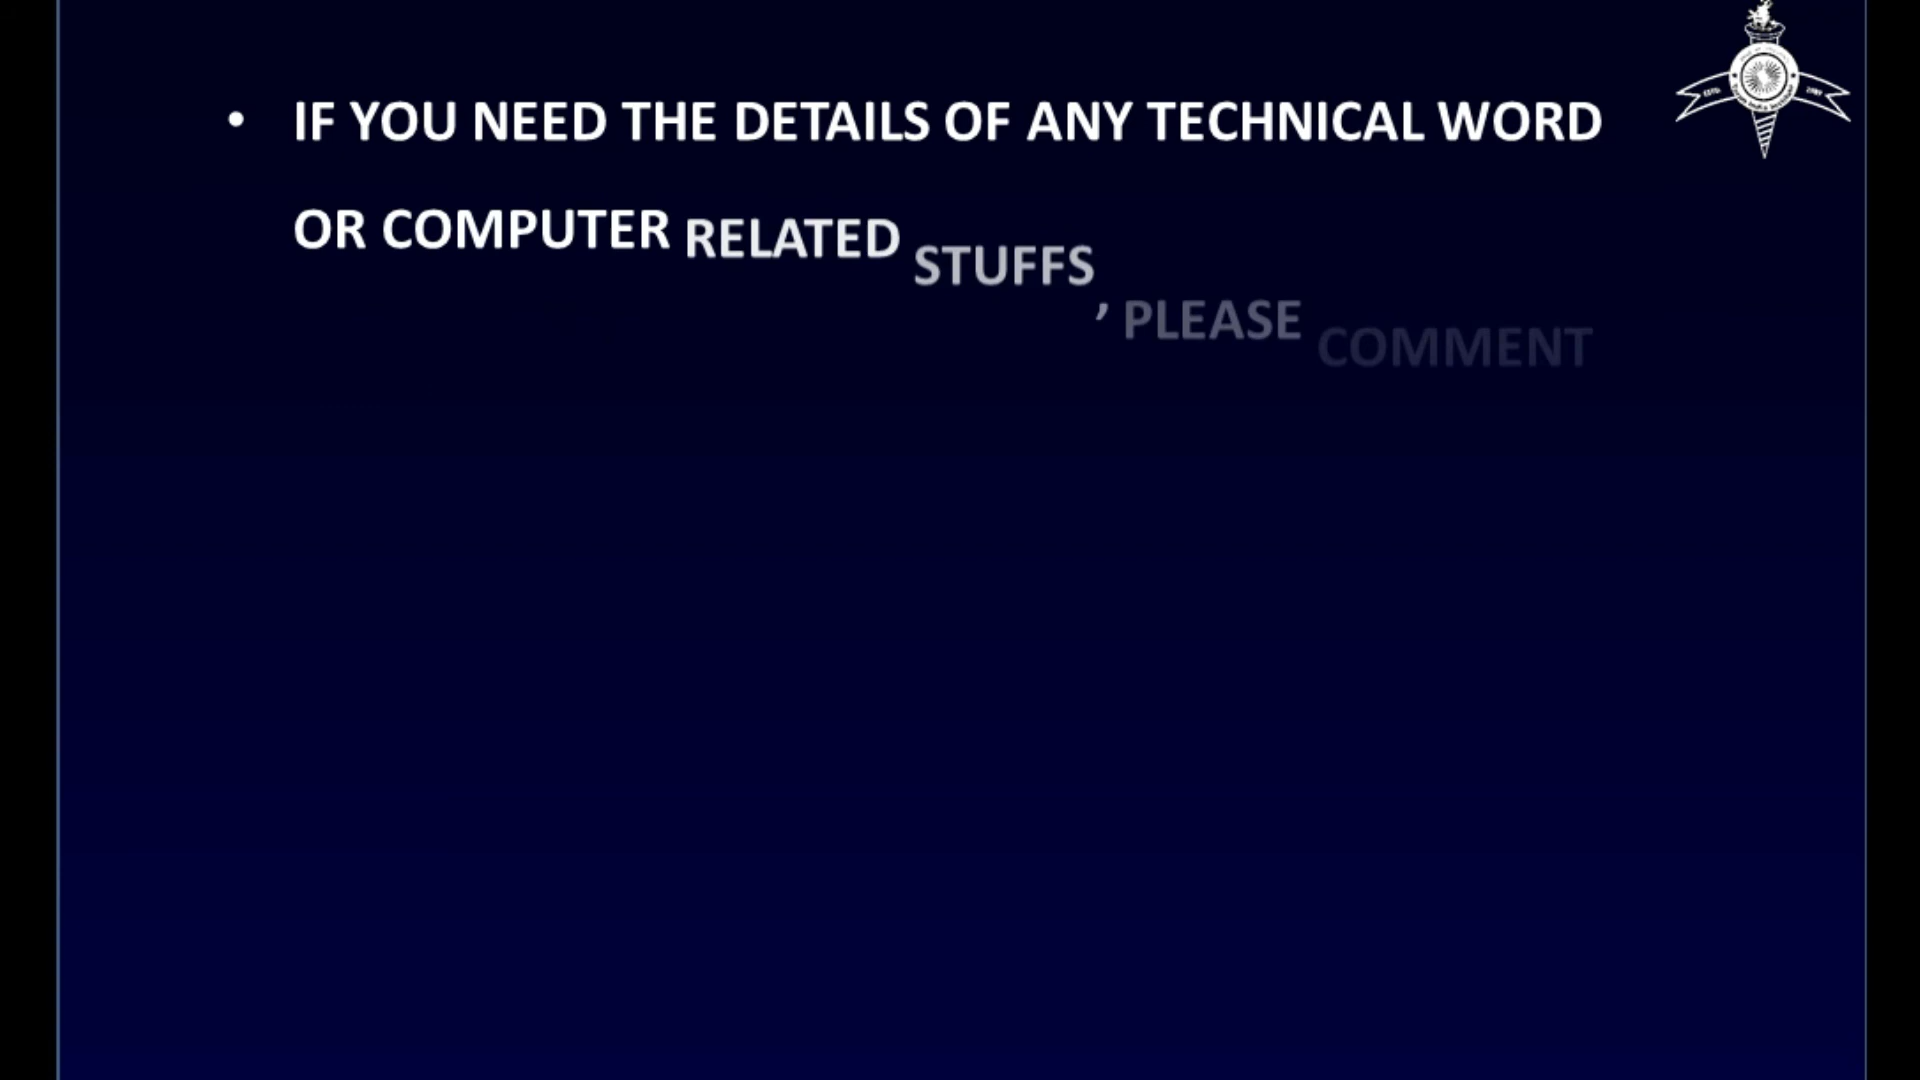 • IF YOU NEED THE DETAILS OF ANY TECHNICAL WORD
OR COMPUTER RELATED STUFFS, PLEASE COMMENT